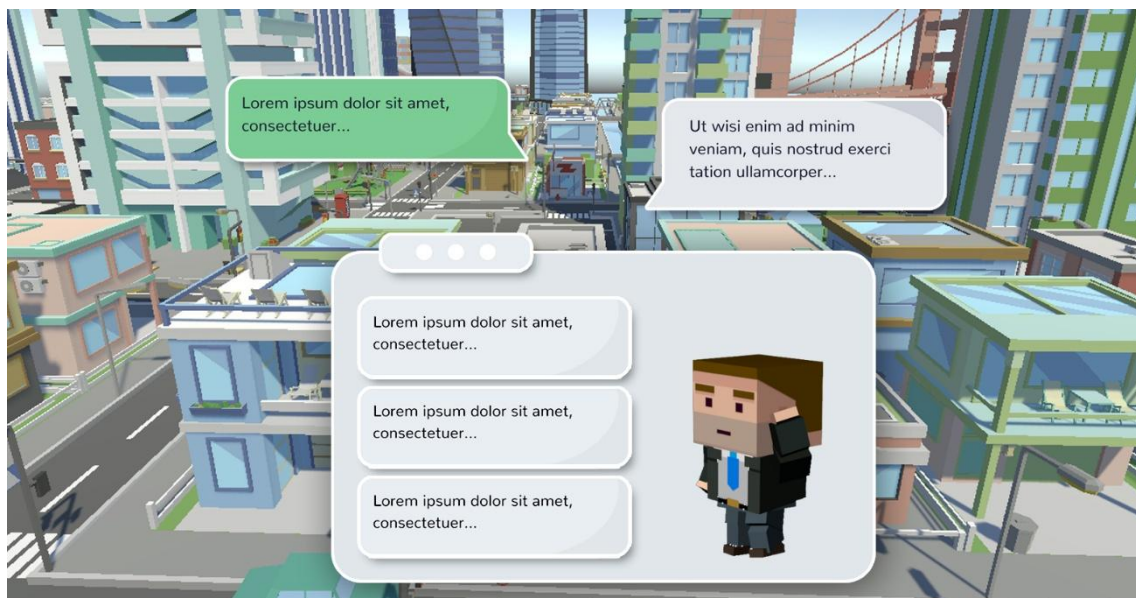 Lorem ipsum dolor sit amet,
consectetuer...
Ut wisi enim ad minim
veniam, quis nostrud exerci
tation ullamcorper...
Lorem ipsum dolor sit amet,
consectetuer...
Lorem ipsum dolor sit amet,
consectetuer...
Lorem ipsum dolor sit amet,
consectetuer...